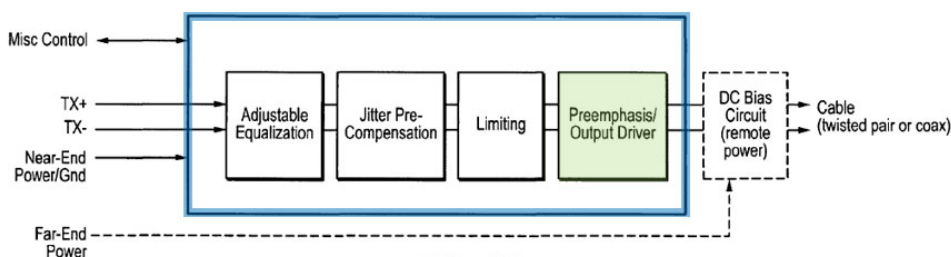 Misc Control
TX+
TX-
Near-End
Power/Gnd
Far-End
Power
Adjustable
Equalization
Jitter Pre-
Compensation
Limiting
Preemphasis/
Output Driver
DC Bias
Circuit
(remote
power)
Cable
(twisted pair or coax)